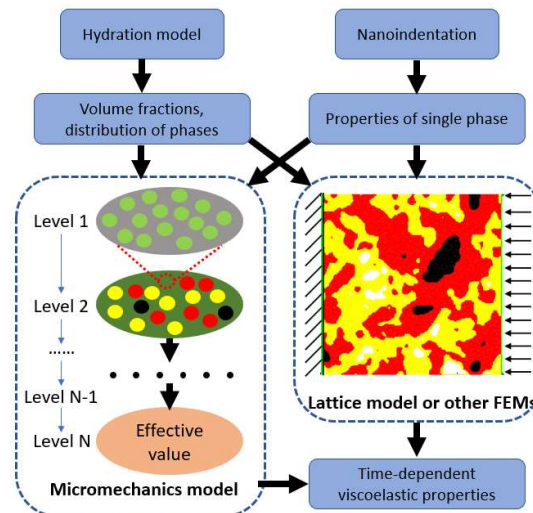 Hydration model
Nanoindentation
Volume fractions,
distribution of phases
Properties of single phase
Level 1
Level 2
......
Level N-1
Level N
Effective
value
Micromechanics model
Lattice model or other FEMs
Time-dependent
viscoelastic properties